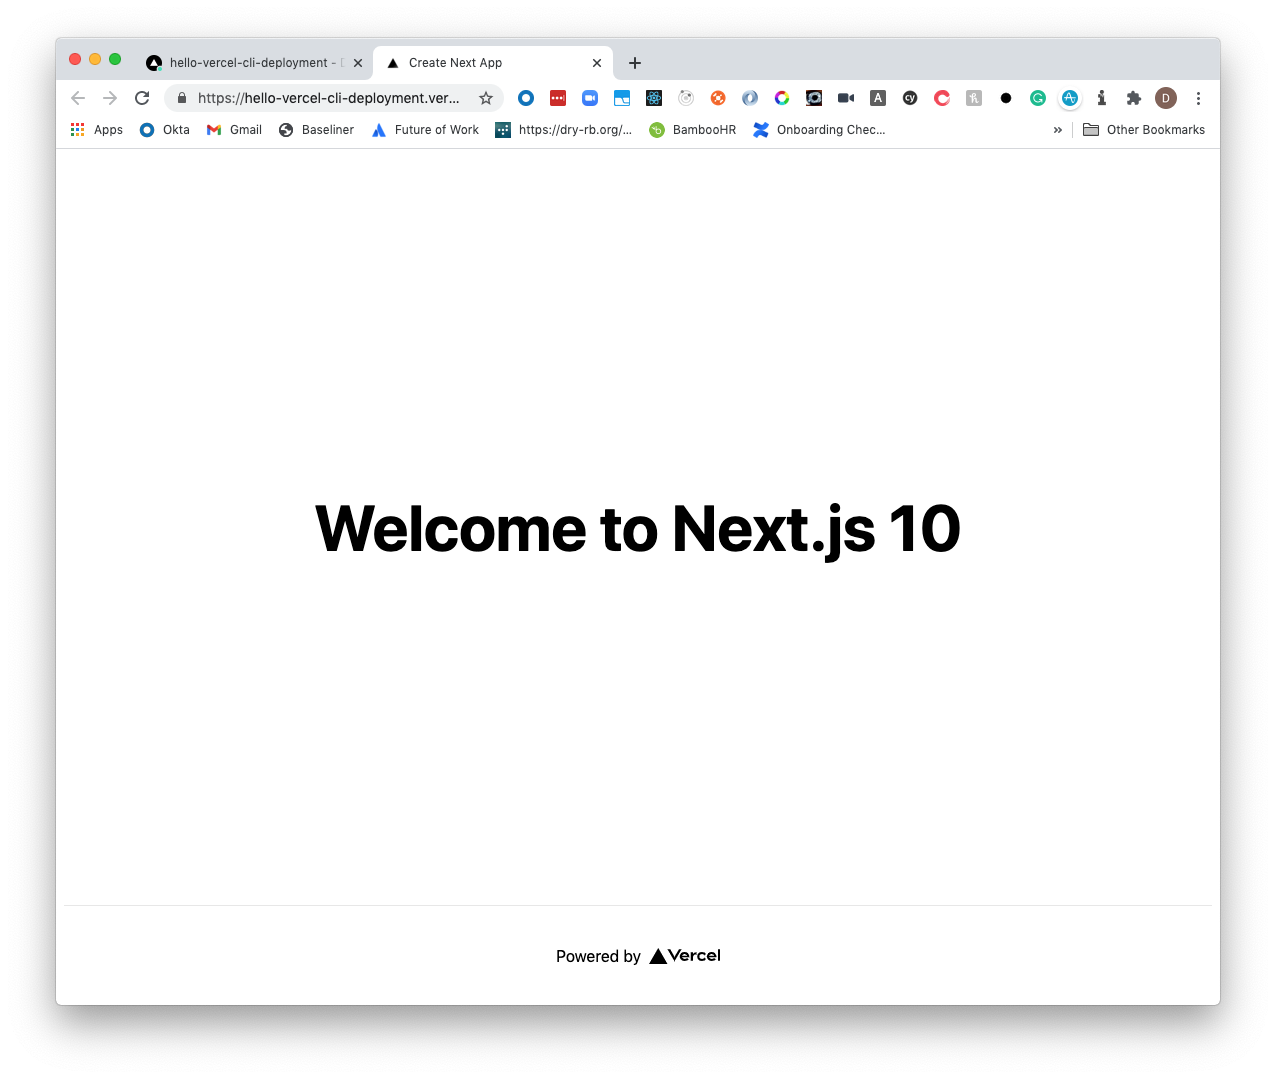 hello-vercel-cli-deployment -
Create Next App
https://hello-vercel-cli-deployment.ver...
A
cy
D
Apps
Okta
Gmail
Baseliner
Future of Work
https://dry-rb.org/...
BambooHR
Onboarding Chec...
»
Other Bookmarks
Welcome to Next.js 10
Powered by Vercel